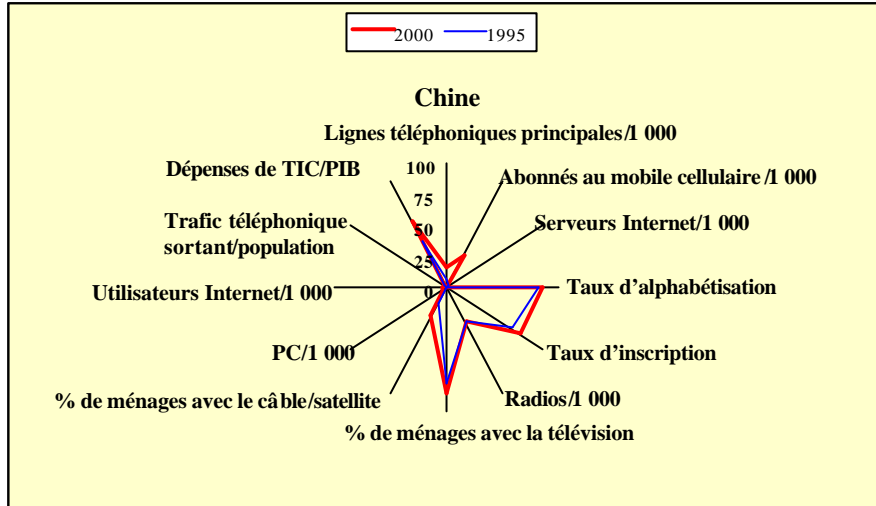 2000 1995
Chine
Lignes téléphoniques principales/1 000
Dépenses de TIC/PIB
100
Abonnés au mobile cellulaire /1 000
75
Trafic téléphonique
sortant/population
Serveurs Internet/1 000
50
25
Utilisateurs Internet/1 000
0
Taux d'alphabétisation
PC/1 000
Taux d'inscription
% de ménages avec le câble/satellite
Radios/1 000
% de ménages avec la télévision